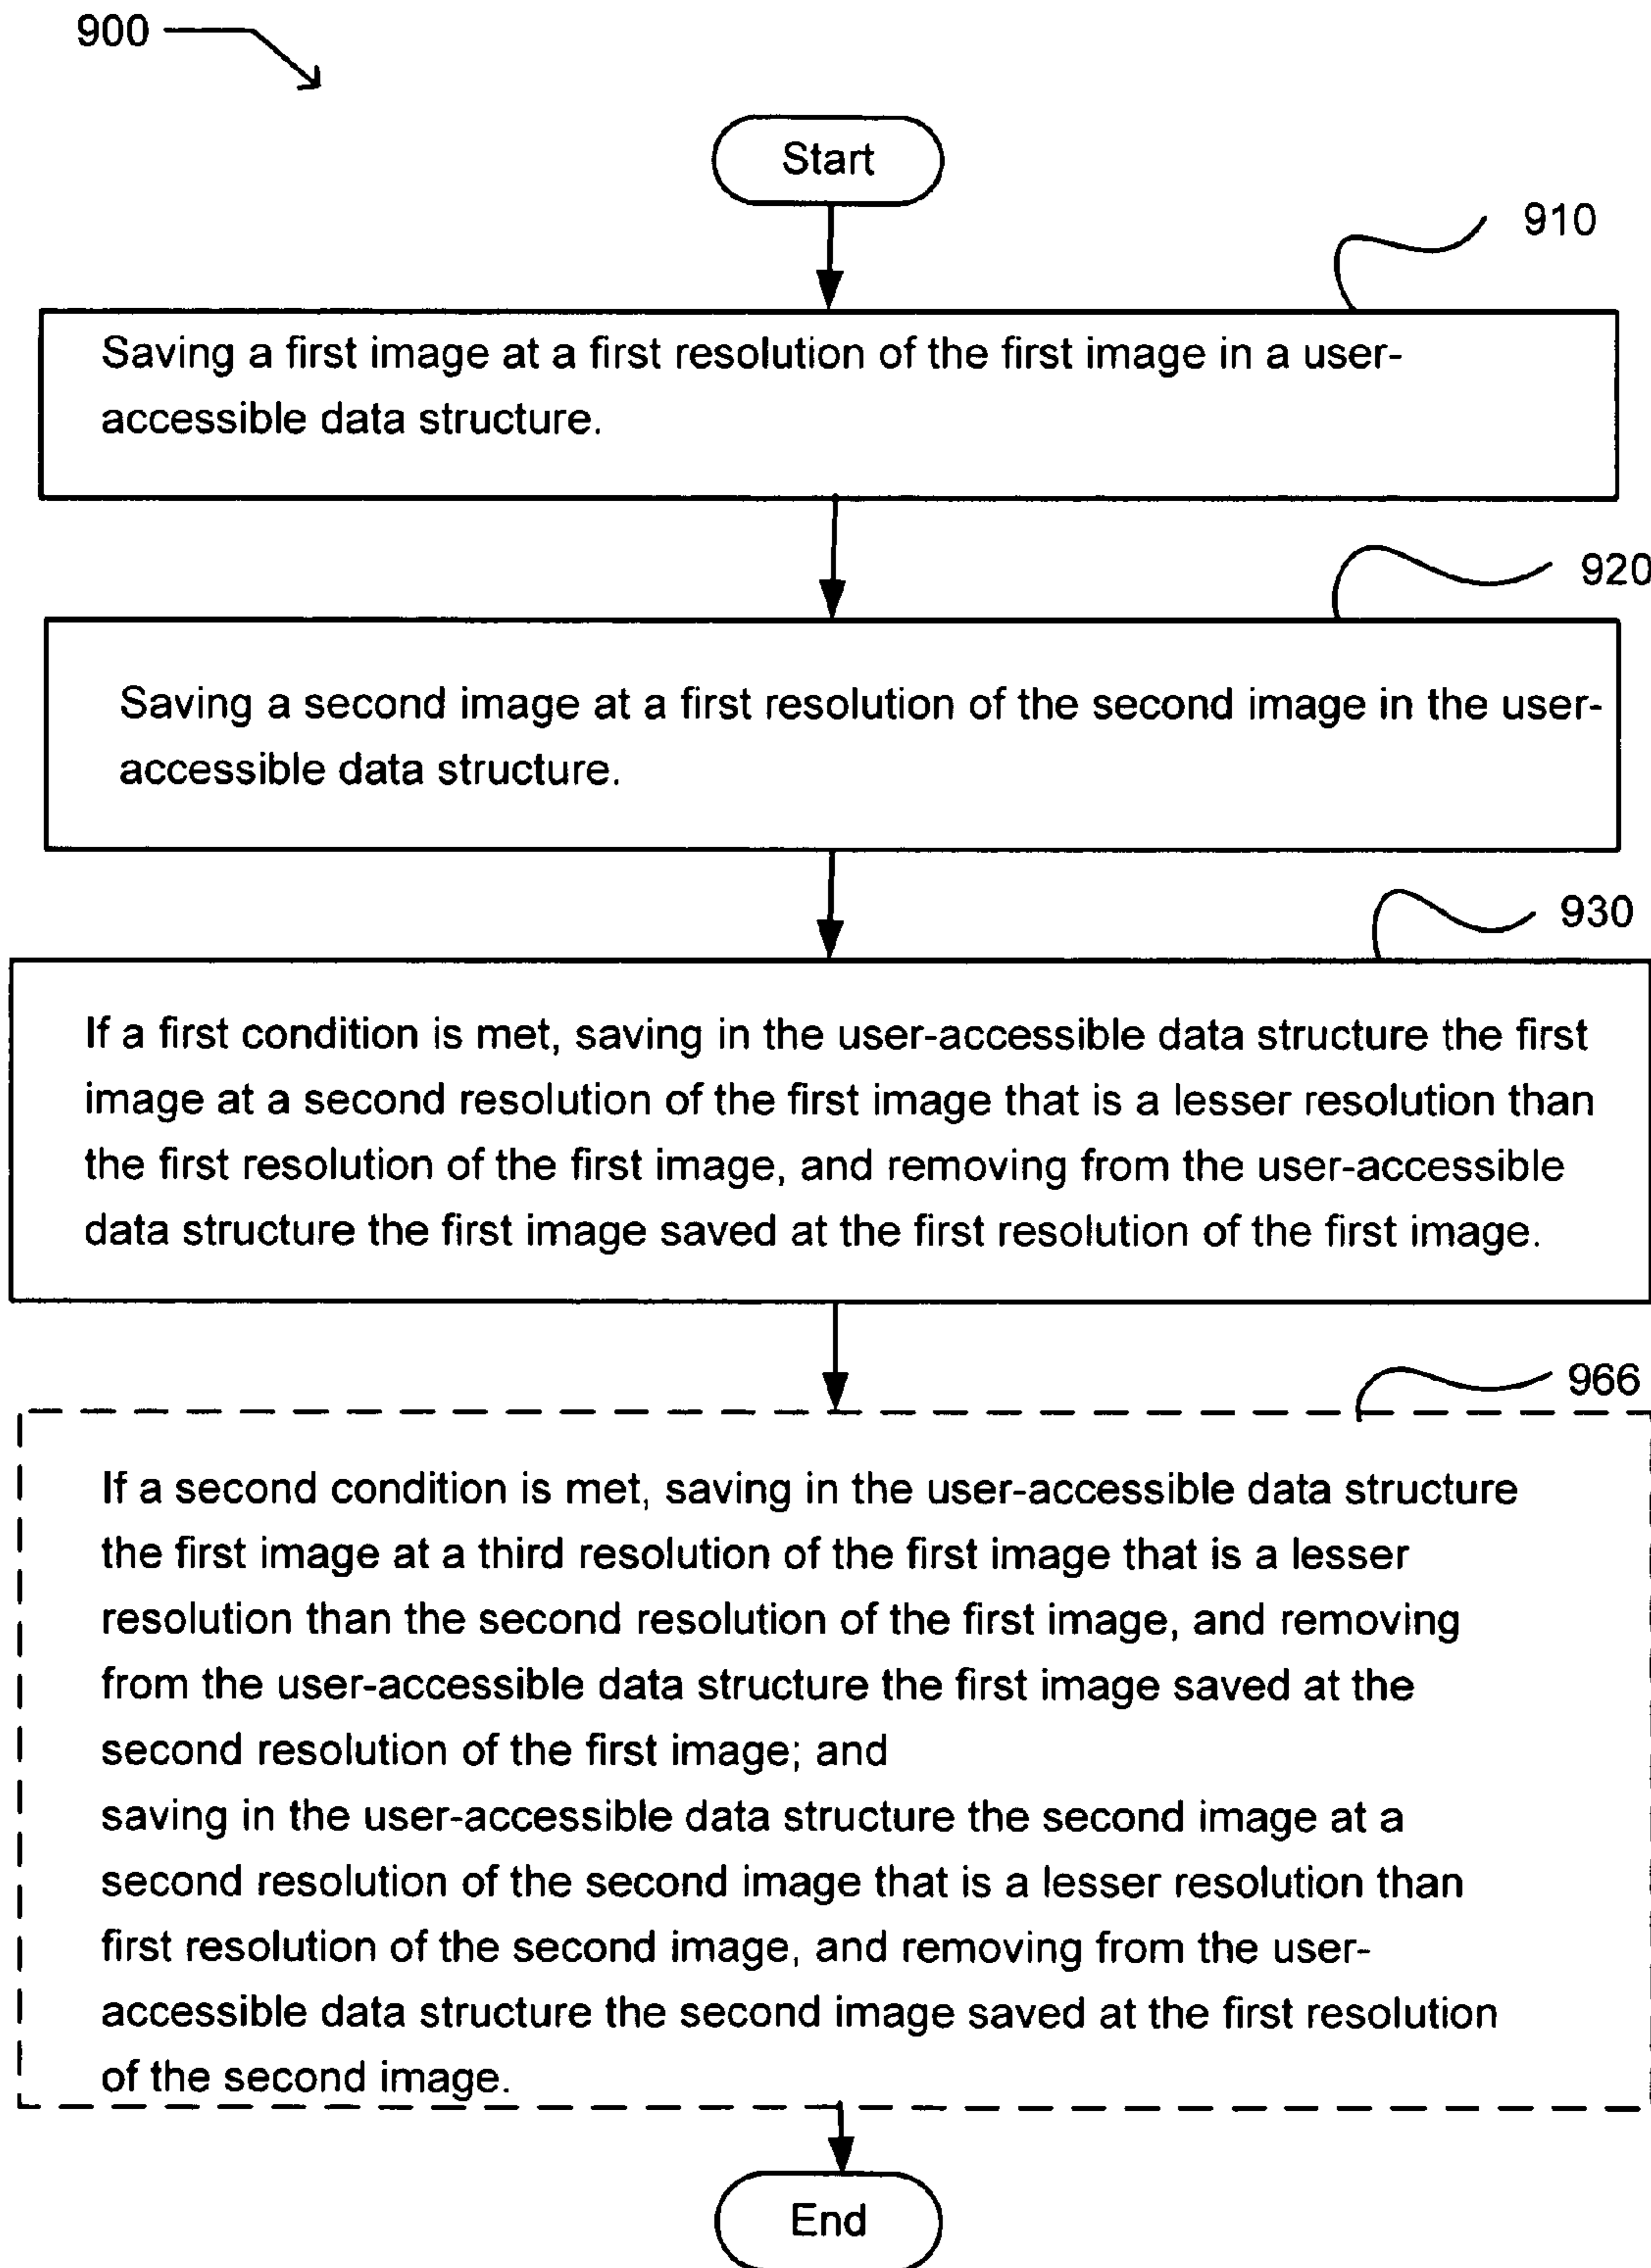 900
Start
910
Saving a first image at a first resolution of the first image in a user-
accessible data structure.
920
Saving a second image at a first resolution of the second image in the user-
accessible data structure.
930
If a first condition is met, saving in the user-accessible data structure the first
image at a second resolution of the first image that is a lesser resolution than
the first resolution of the first image, and removing from the user-accessible
data structure the first image saved at the first resolution of the first image.
966
If a second condition is met, saving in the user-accessible data structure
the first image at a third resolution of the first image that is a lesser
resolution than the second resolution of the first image, and removing
from the user-accessible data structure the first image saved at the
second resolution of the first image; and
saving in the user-accessible data structure the second image at a
second resolution of the second image that is a lesser resolution than
first resolution of the second image, and removing from the user-
accessible data structure the second image saved at the first resolution
of the second image.
End